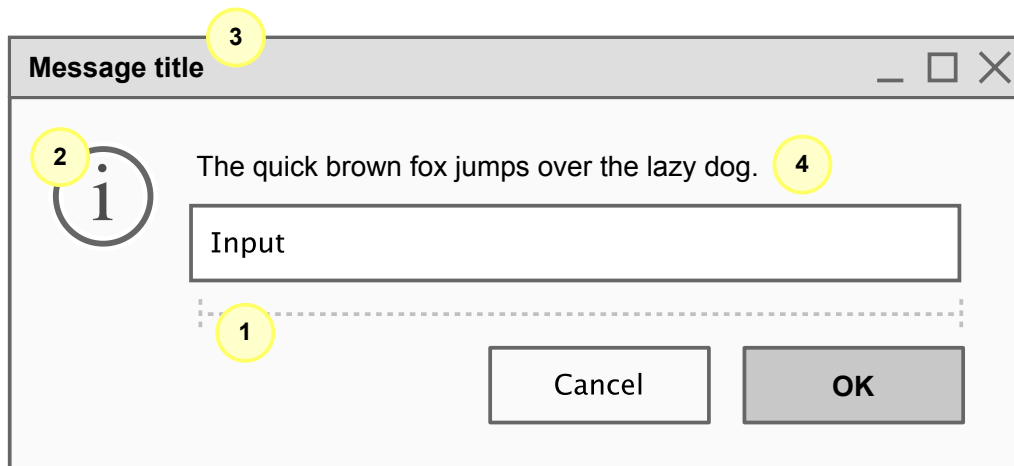 3
Message title
2
i
The quick brown fox jumps over the lazy dog.
4
Input
1
Cancel
OK